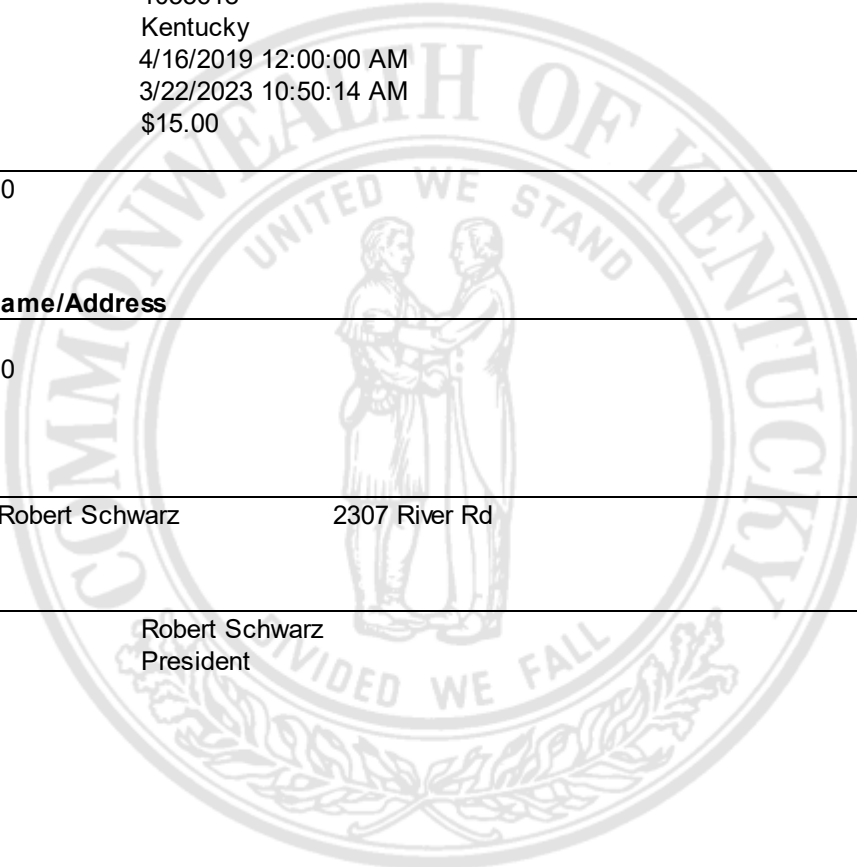 Kentucky
4/16/2019 12:00:00 AM
3/22/2023 10:50:14 AM
$15.00
0
ame/Address
0
Robert Schwarz 2307 River Rd
Robert Schwarz
President
COMMONWEALTH OF KENTUCKY
UNITED WE STAND
DIVIDED WE FALL